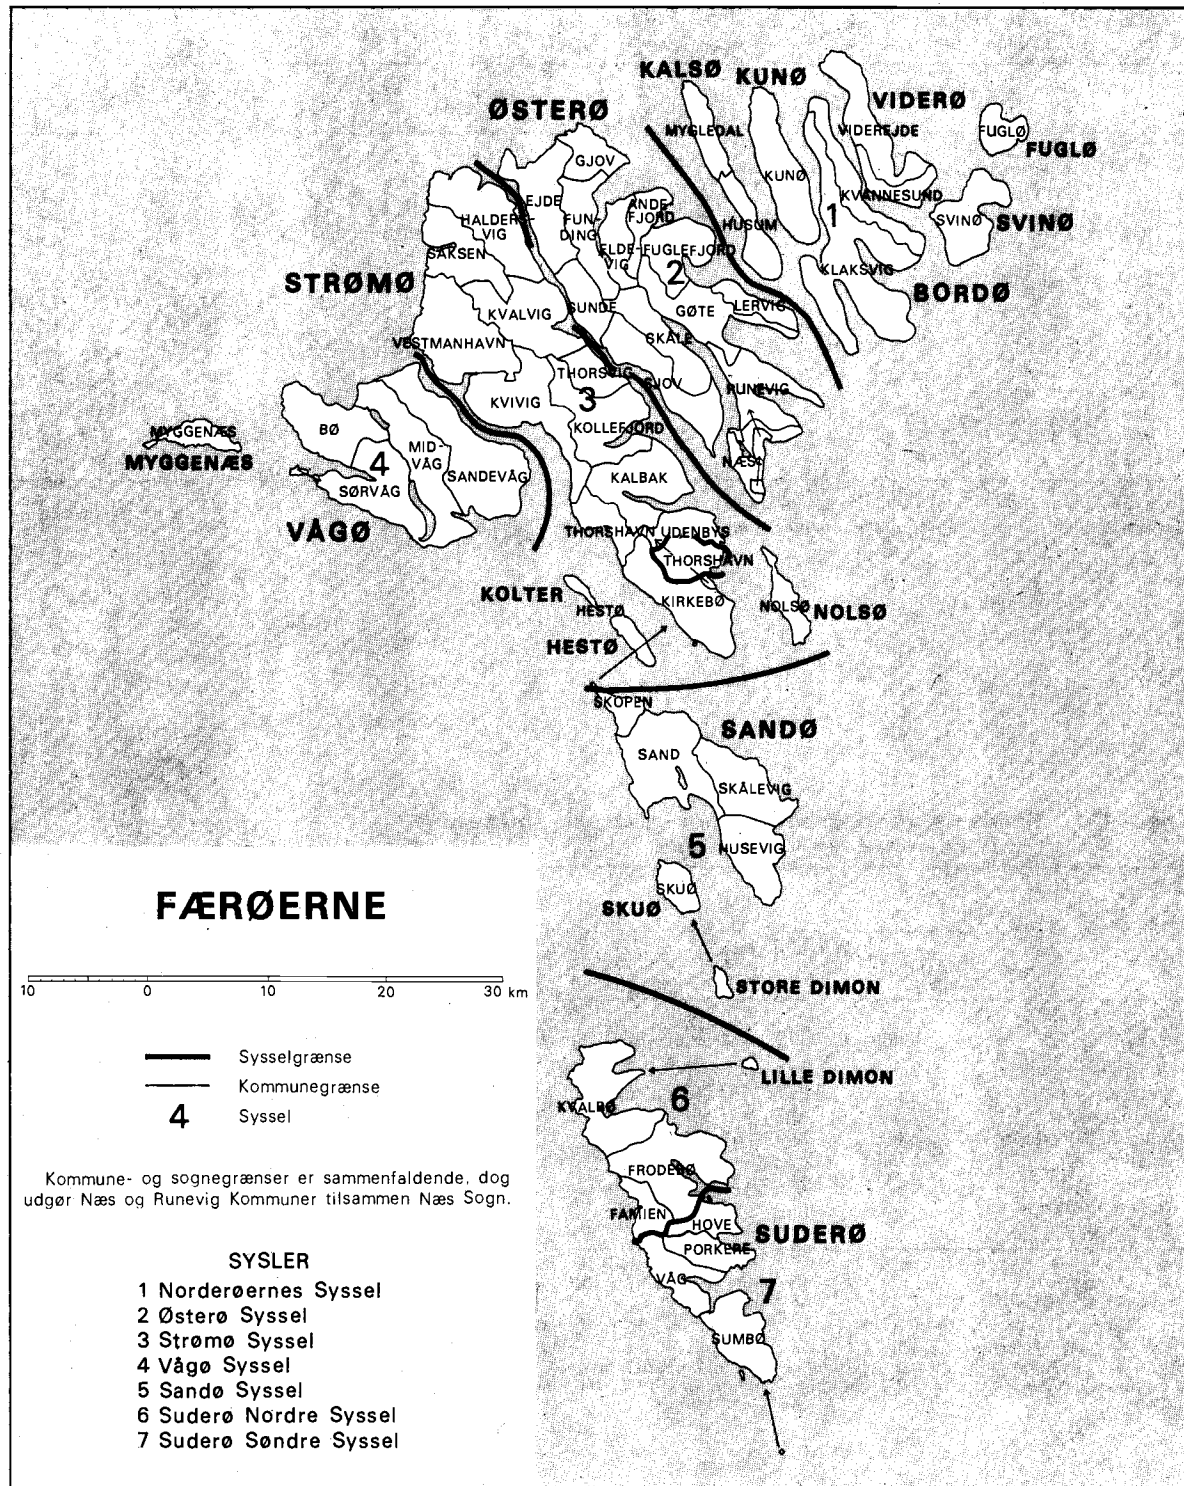 KALSØ
KUNØ
VIDERØ
ØSTERØ
FUGLØ
FUGLØ
MYGLEDAL
VIDEREJDE
GJOV
KUNØ
EJDE
KVANNESUND
ANDE-
FJORD
HALDERS-
VIG
FUN-
DING
HUSUM
1
SVINØ
SVINØ
SAKSEN
ELDE-
VIG
FUGLEFJORD
2
KLAKSVIG
STRØMØ
BORDØ
KVALVIG
SUNDE
GØTE
LERVIG
VESTMANHAVN
SKÅLE
THORSVIG
SJOV
RUNEVIG
KVIVIG
3
MYGGENÆS
BØ
KOLLEFJORD
MYGGENÆS
MID-
VÅG
4
NÆS
SANDEVÅG
KALBAK
SØRVÅG
VÅGØ
THORSHAVN UDENBYS
THORSHAVN
KOLTER
KIRKEBØ
HESTØ
NOLSØ
NOLSØ
HESTØ
SKOPEN
SANDØ
SAND
SKÅLEVIG
5
HUSEVIG
SKUØ
SKUØ
STORE DIMON
LILLE DIMON
KVALBØ
6
FRODEBØ
FAMIEN
HOVE
SUDERØ
PORKERE
VÅG
7
SUMBØ
FÆRØERNE
10 0 10 20 30 km
Sysselgrænse
Kommunegrænse
4 Syssel
Kommune- og sognegrænser er sammenfaldende, dog
udgør Næs og Runevig Kommuner tilsammen Næs Sogn.
SYSLER
1 Norderøernes Syssel
2 Østerø Syssel
3 Strømø Syssel
4 Vågø Syssel
5 Sandø Syssel
6 Suderø Nordre Syssel
7 Suderø Søndre Syssel